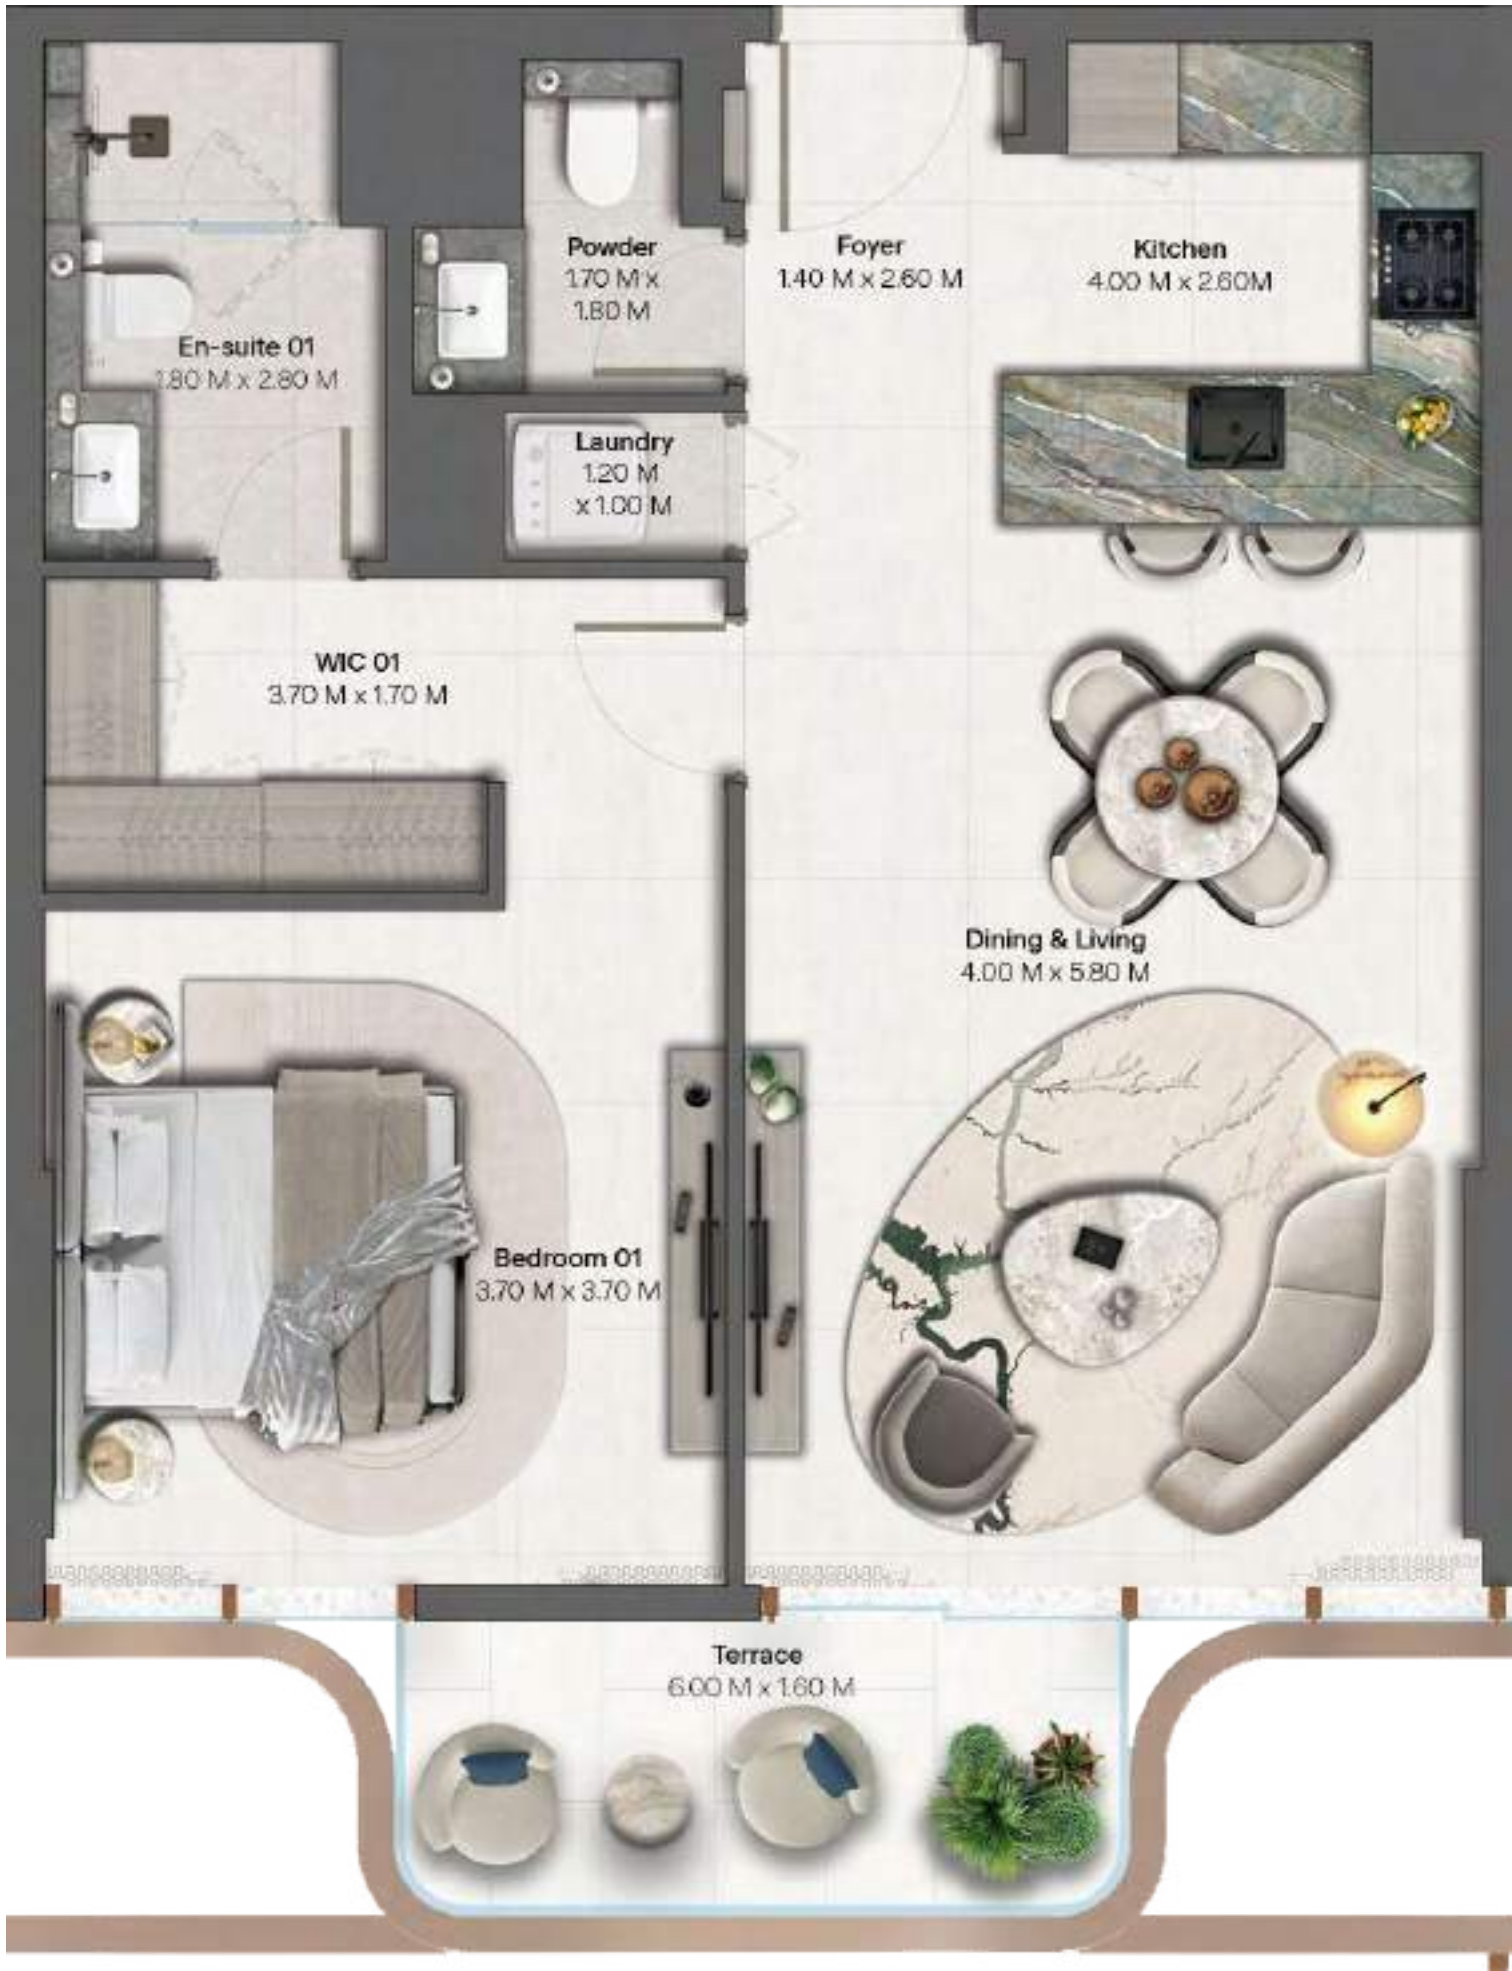 Powder
1.70 M x
1.80 M
Foyer
1.40 M x 2.60 M
Kitchen
4.00 M x 2.60M
En-suite 01
1.80 M x 2.80 M
Laundry
1.20 M
x 1.00 M
WIC 01
3.70 M x 1.70 M
Dining & Living
4.00 M x 5.80 M
Bedroom 01
3.70 M x 3.70 M
Terrace
6.00 M x 1.60 M